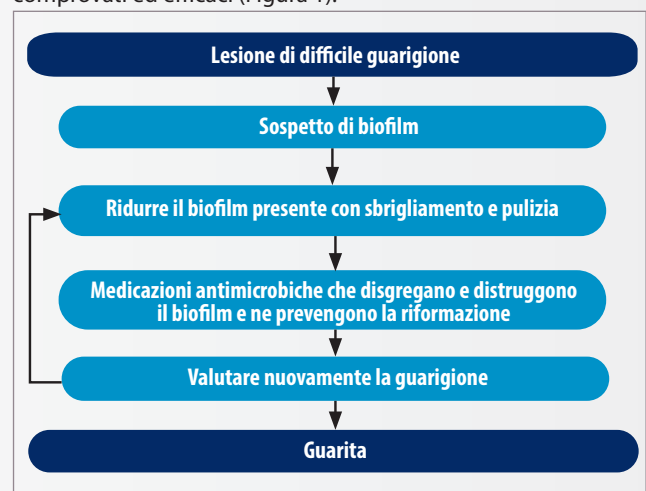 comprovati ed efficaci (Figura 1).
Lesione di difficile guarigione
Sospetto di biofilm
Ridurre il biofilm presente con sbrigliamento e pulizia
Medicazioni antimicrobiche che disgregano e distruggono
il biofilm e ne prevengono la riformazione
Valutare nuovamente la guarigione
Guarita